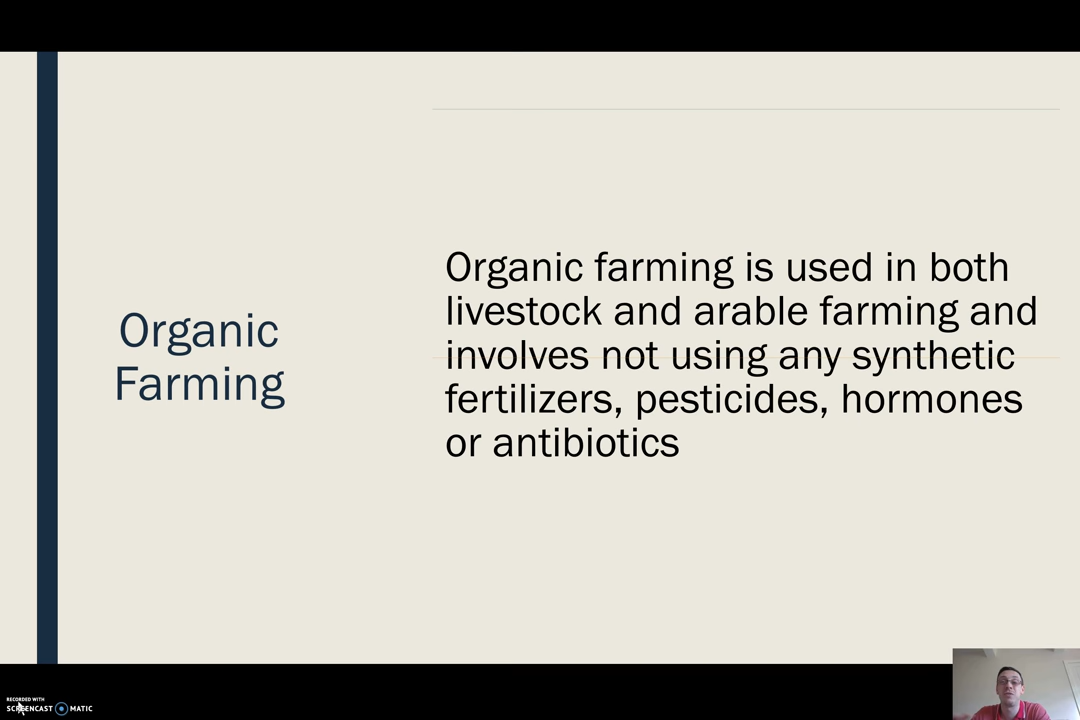 Organic
Farming
Organic farming is used in both
livestock and arable farming and
involves not using any synthetic
fertilizers, pesticides, hormones
or antibiotics
RECORDED WITH
SCREENCAST MATIC